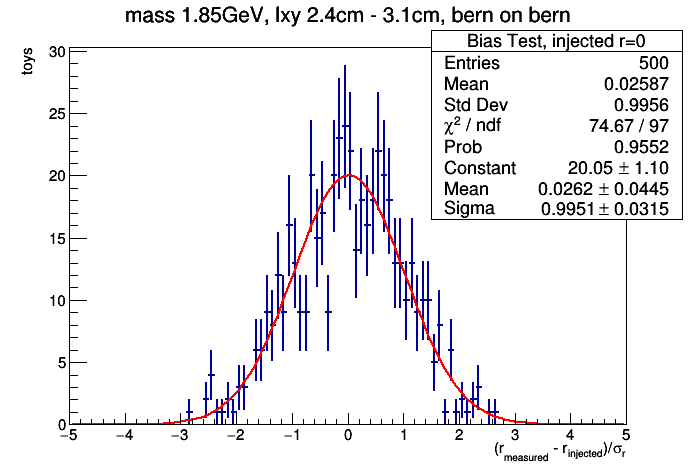 mass 1.85GeV, lxy 2.4cm - 3.1cm, bern on bern
Bias Test, injected r=0
Entries 500
Mean 0.02587
Std Dev 0.9956
χ² / ndf 74.67 / 97
Prob 0.9552
Constant 20.05 ± 1.10
Mean 0.0262 ± 0.0445
Sigma 0.9951 ± 0.0315
toys
30
25
20
15
10
5
0
−5 −4 −3 −2 −1 0 1 2 3 4 5
(r_measured - r_injected)/σ_r